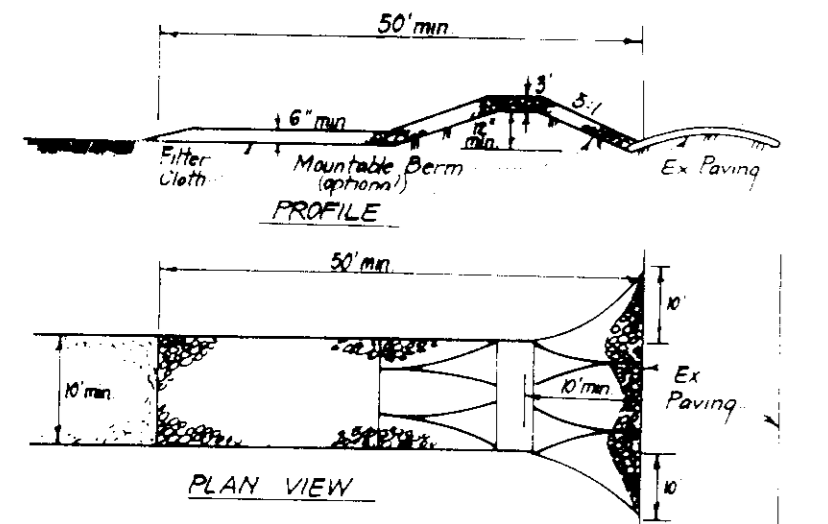 50' min.
6" min
3'
5:1
12"
min.
Filter
Cloth
Mountable Berm
(optional)
Ex Paving
PROFILE
50' min.
10'
10' min.
10' min.
Ex
Paving
10'
PLAN VIEW